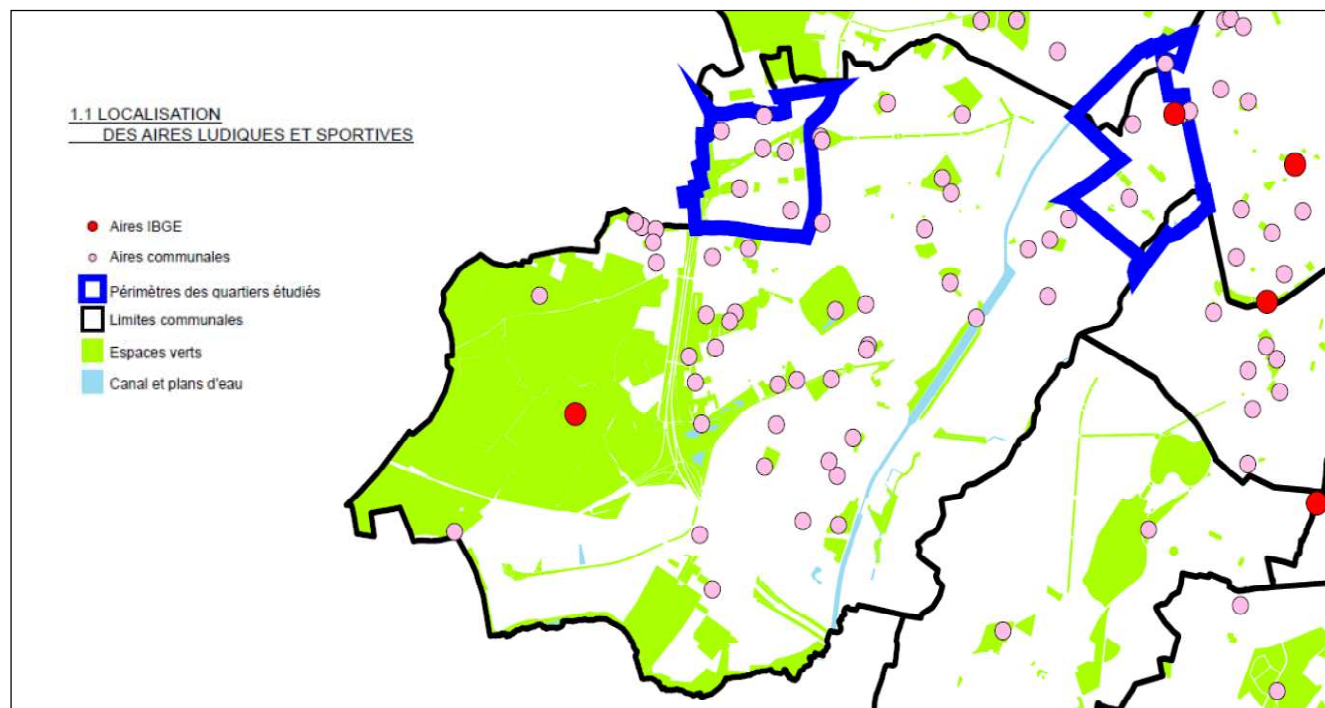 1.1 LOCALISATION
DES AIRES LUDIQUES ET SPORTIVES
Aires IBGE
Aires communales
Périmètres des quartiers étudiés
Limites communales
Espaces verts
Canal et plans d'eau